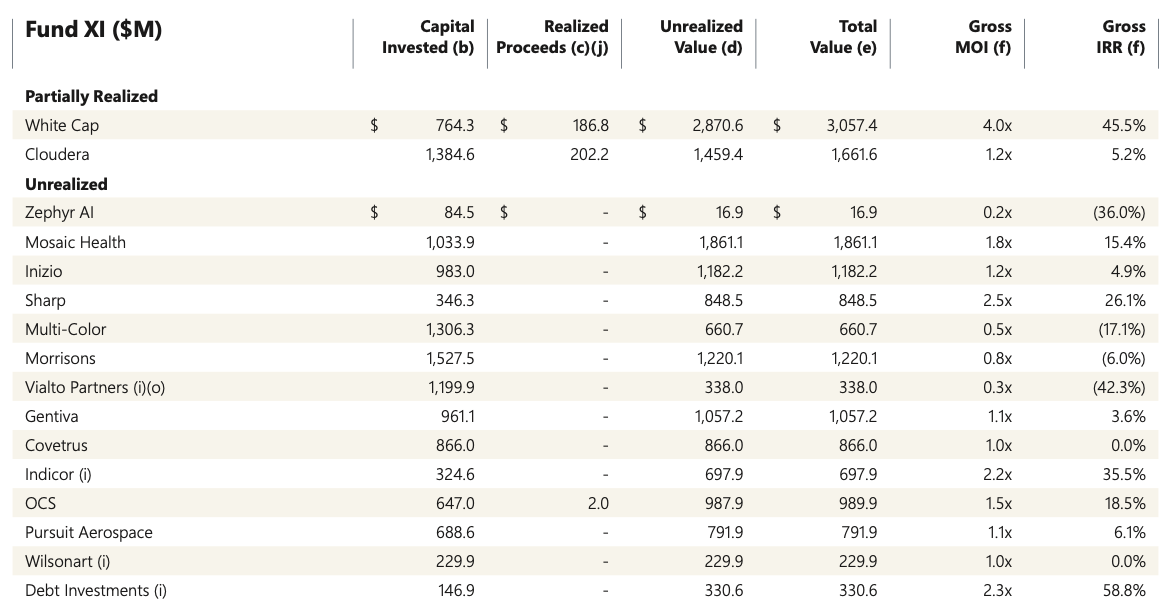 Fund XI ($M) Capital Invested (b) Realized Proceeds (c)(j) Unrealized Value (d) Total Value (e) Gross MOI (f) Gross IRR (f)
Partially Realized
White Cap $ 764.3 $ 186.8 $ 2,870.6 $ 3,057.4 4.0x 45.5%
Cloudera 1,384.6 202.2 1,459.4 1,661.6 1.2x 5.2%
Unrealized
Zephyr AI $ 84.5 $ - $ 16.9 $ 16.9 0.2x (36.0%)
Mosaic Health 1,033.9 - 1,861.1 1,861.1 1.8x 15.4%
Inizio 983.0 - 1,182.2 1,182.2 1.2x 4.9%
Sharp 346.3 - 848.5 848.5 2.5x 26.1%
Multi-Color 1,306.3 - 660.7 660.7 0.5x (17.1%)
Morrisons 1,527.5 - 1,220.1 1,220.1 0.8x (6.0%)
Vialto Partners (i)(o) 1,199.9 - 338.0 338.0 0.3x (42.3%)
Gentiva 961.1 - 1,057.2 1,057.2 1.1x 3.6%
Covetrus 866.0 - 866.0 866.0 1.0x 0.0%
Indicor (i) 324.6 - 697.9 697.9 2.2x 35.5%
OCS 647.0 2.0 987.9 989.9 1.5x 18.5%
Pursuit Aerospace 688.6 - 791.9 791.9 1.1x 6.1%
Wilsonart (i) 229.9 - 229.9 229.9 1.0x 0.0%
Debt Investments (i) 146.9 - 330.6 330.6 2.3x 58.8%